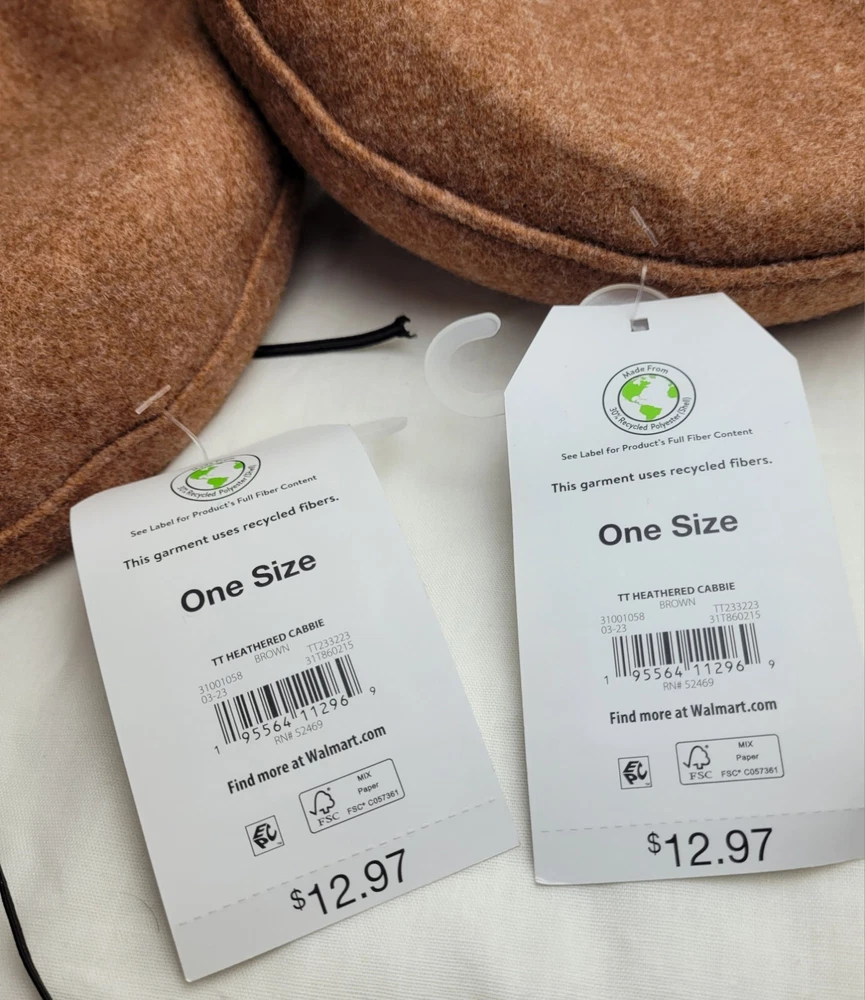 30% Recycled Polyester (Shell)
See Label for Product's Full Fiber Content
This garment uses recycled fibers.
One Size
TT HEATHERED CABBIE
BROWN
31001058 TT233223
03-23 31T860215
1 95564 11296 9
RN# 52469
Find more at Walmart.com
EPC
FSC
MIX
Paper
FSC® C057361
$12.97
Made From
30% Recycled Polyester (Shell)
See Label for Product's Full Fiber Content
This garment uses recycled fibers.
One Size
TT HEATHERED CABBIE
BROWN
31001058 TT233223
03-23 31T860215
1 95564 11296 9
RN# 52469
Find more at Walmart.com
EPC
FSC
MIX
Paper
FSC® C057361
$12.97